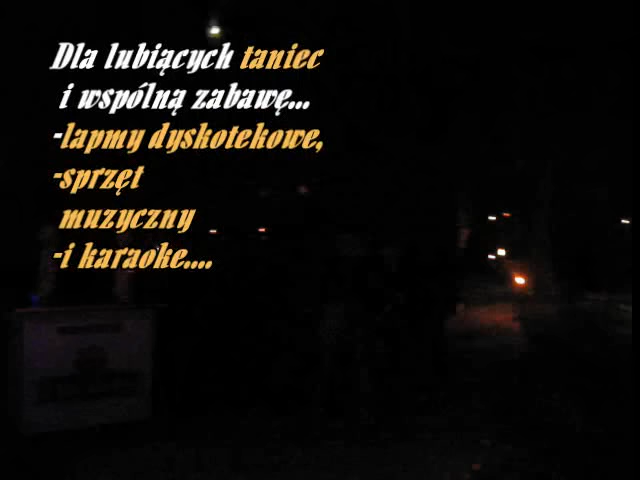 Dla lubiących taniec
i wspólną zabawę...
-lapmy dyskotekowe,
-sprzęt
muzyczny
-i karaoke....